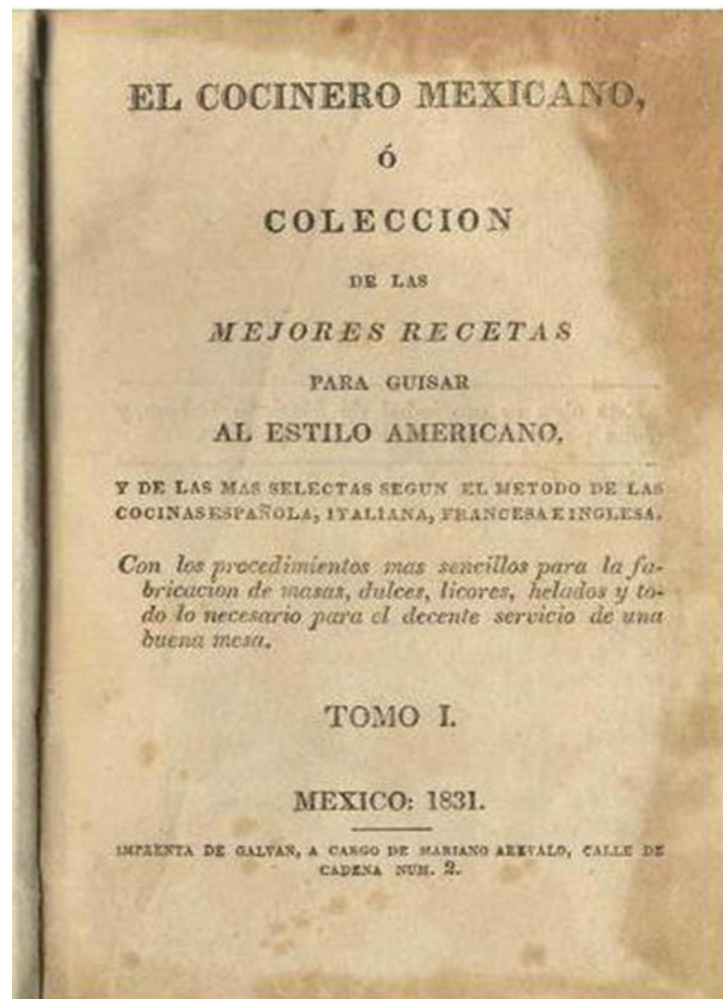 EL COCINERO MEXICANO,
Ó
COLECCION
DE LAS
MEJORES RECETAS
PARA GUISAR
AL ESTILO AMERICANO,
Y DE LAS MAS SELECTAS SEGUN EL METODO DE LAS
COCINAS ESPAÑOLA, ITALIANA, FRANCESA E INGLESA.
Con los procedimientos mas sencillos para la fa-
bricacion de masas, dulces, licores, helados y to-
do lo necesario para el decente servicio de una
buena mesa.
TOMO I.
MEXICO: 1831.
IMPRENTA DE GALVAN, A CARGO DE MARIANO AREVALO, CALLE DE
CADENA NUM. 2.